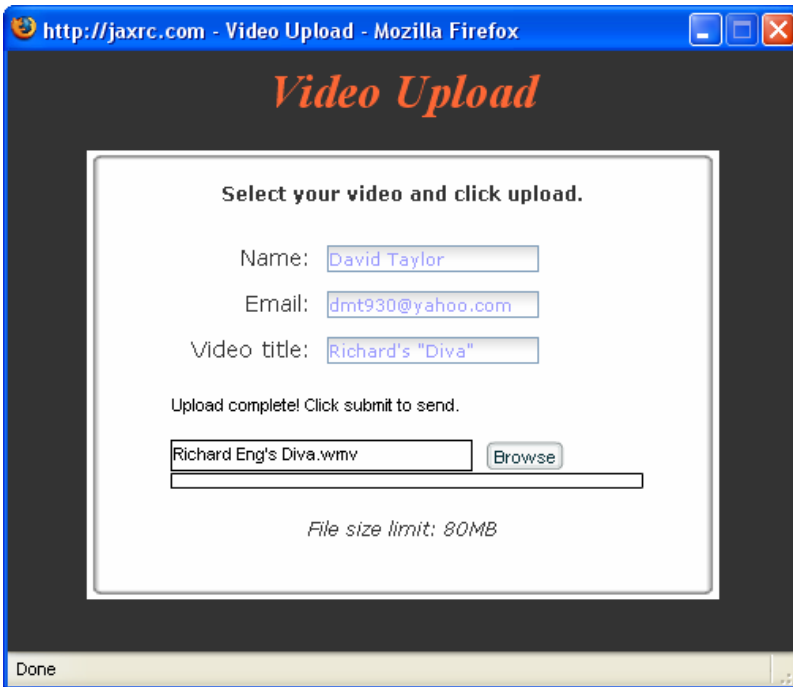 http://jaxrc.com - Video Upload - Mozilla Firefox
Video Upload
Select your video and click upload.
Name: David Taylor
Email: dmt930@yahoo.com
Video title: Richard's "Diva"
Upload complete! Click submit to send.
Richard Eng's Diva.wmv Browse
File size limit: 80MB
Done